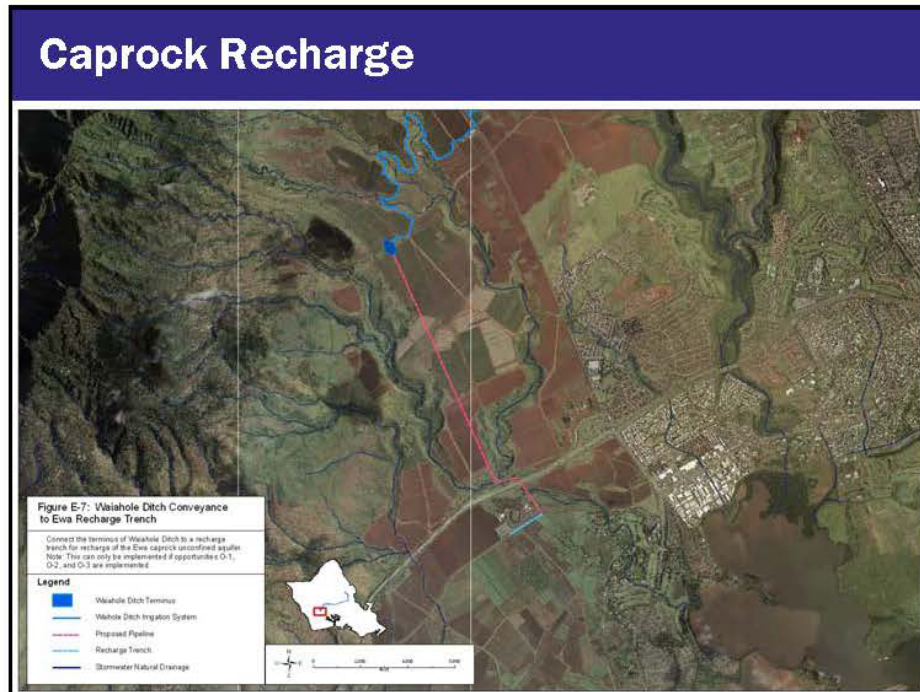 Caprock Recharge
Figure E-7: Waiahole Ditch Conveyance
to Ewa Recharge Trench
Connect the terminus of Waiahole Ditch to a recharge
trench for recharge of the Ewa caprock unconfined aquifer.
Note: This can only be implemented if opportunities O-1,
O-2, and O-3 are implemented
Legend
Waiahole Ditch Terminus
Waihole Ditch Irrigation System
Proposed Pipeline
Recharge Trench
Stormwater Natural Drainage
N
0